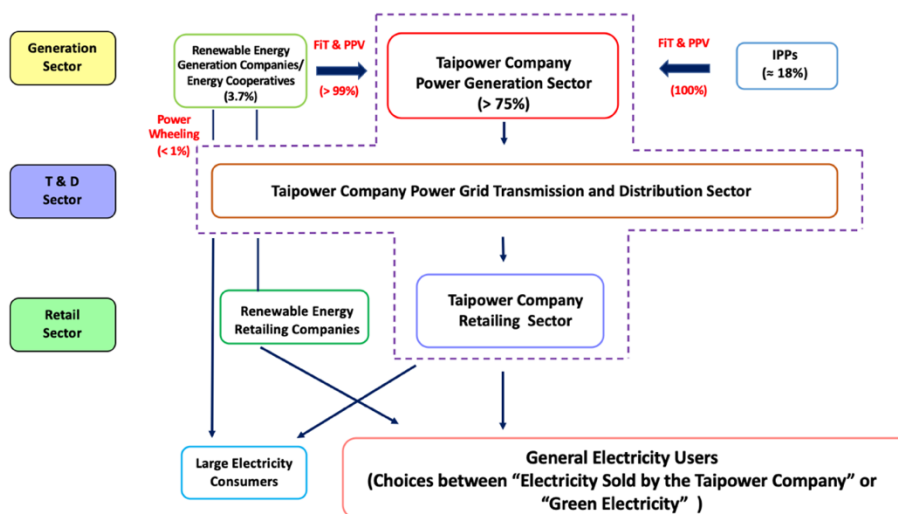 Generation
Sector
Renewable Energy
Generation Companies/
Energy Cooperatives
(3.7%)
FiT & PPV
(> 99%)
Taipower Company
Power Generation Sector
(> 75%)
FiT & PPV
(100%)
IPPs
(≈ 18%)
Power
Wheeling
(< 1%)
T & D
Sector
Taipower Company Power Grid Transmission and Distribution Sector
Retail
Sector
Renewable Energy
Retailing Companies
Taipower Company
Retailing Sector
Large Electricity
Consumers
General Electricity Users
(Choices between “Electricity Sold by the Taipower Company” or
“Green Electricity” )